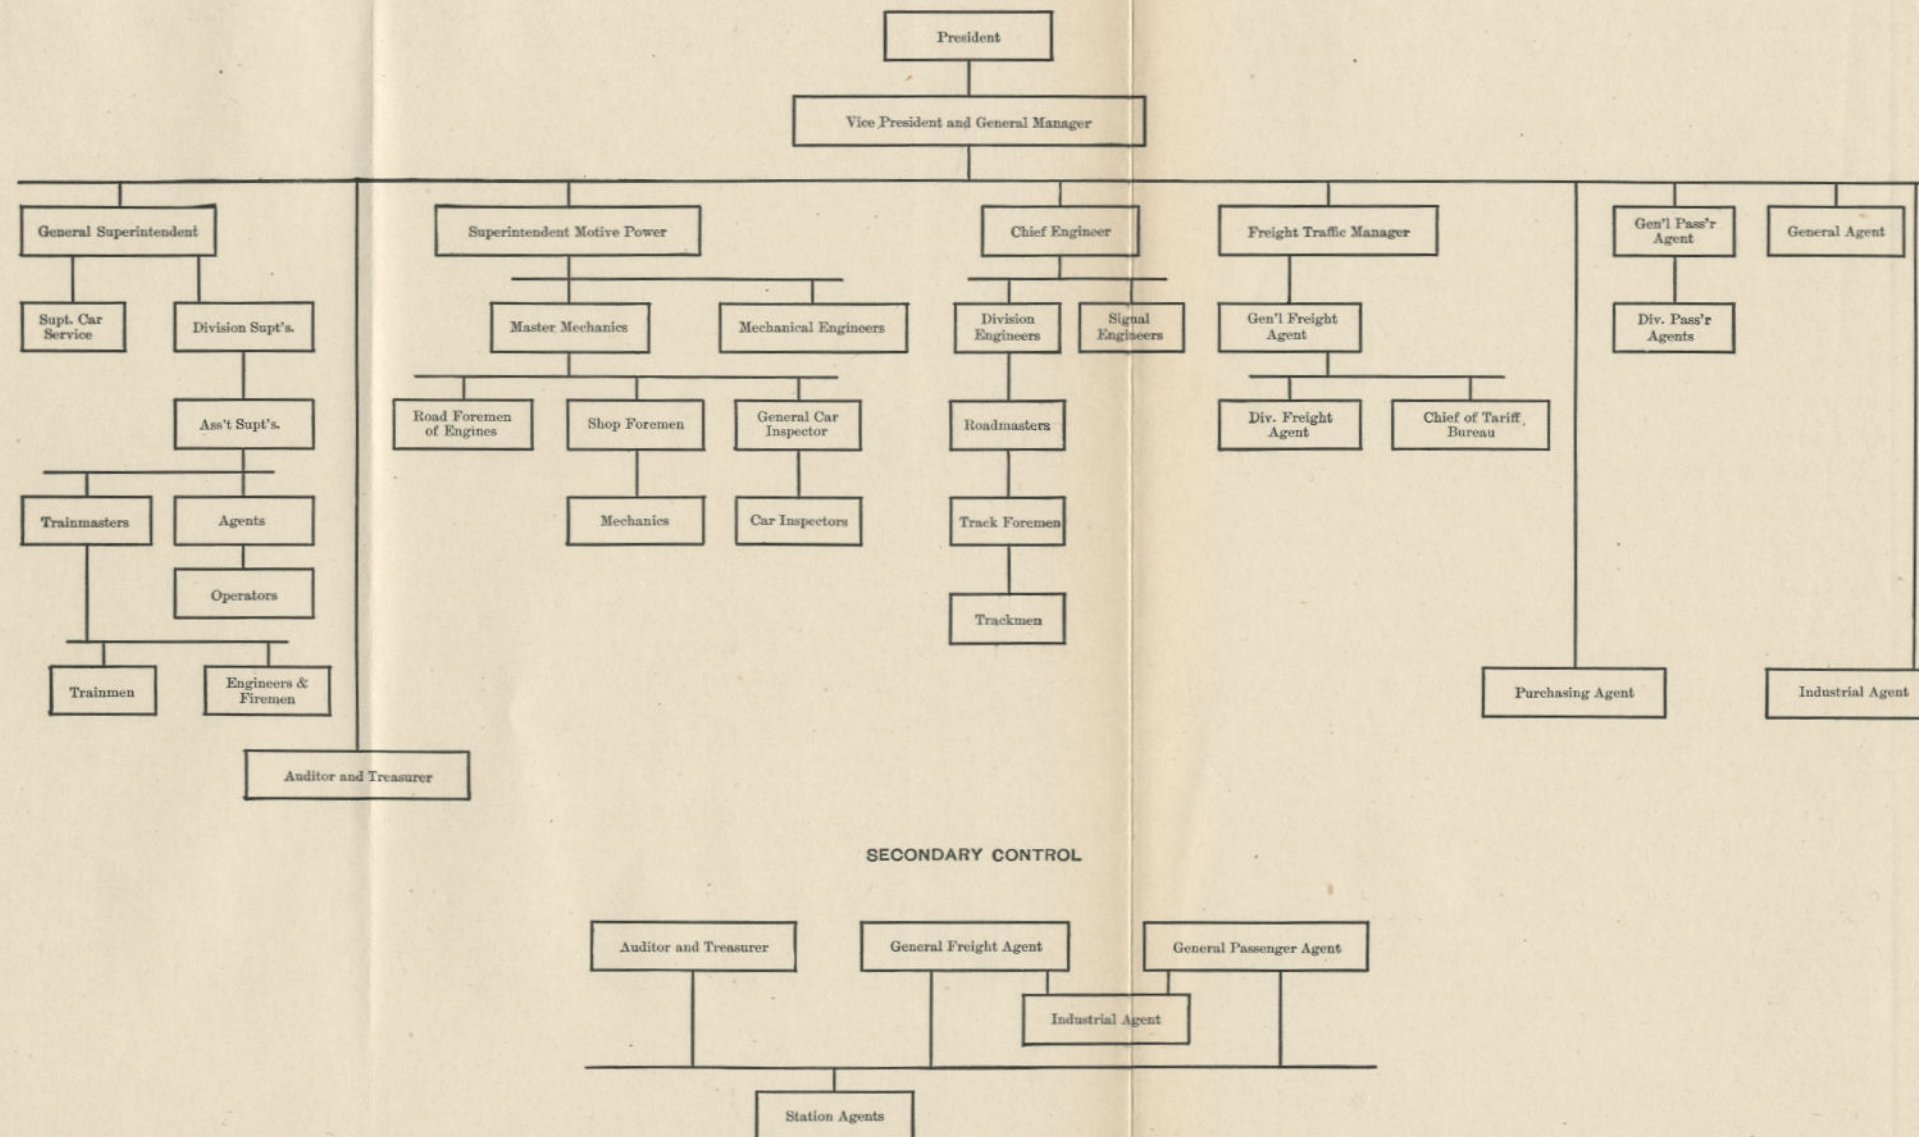 President
Vice President and General Manager
General Superintendent
Superintendent Motive Power
Chief Engineer
Freight Traffic Manager
Gen'l Pass'r
Agent
General Agent
Supt. Car
Service
Division Supt's.
Master Mechanics
Mechanical Engineers
Division
Engineers
Signal
Engineers
Gen'l Freight
Agent
Div. Pass'r
Agents
Ass't Supt's.
Road Foremen
of Engines
Shop Foremen
General Car
Inspector
Roadmasters
Div. Freight
Agent
Chief of Tariff
Bureau
Trainmasters
Agents
Mechanics
Car Inspectors
Track Foremen
Operators
Trackmen
Trainmen
Engineers &
Firemen
Purchasing Agent
Industrial Agent
Auditor and Treasurer
SECONDARY CONTROL
Auditor and Treasurer
General Freight Agent
General Passenger Agent
Industrial Agent
Station Agents